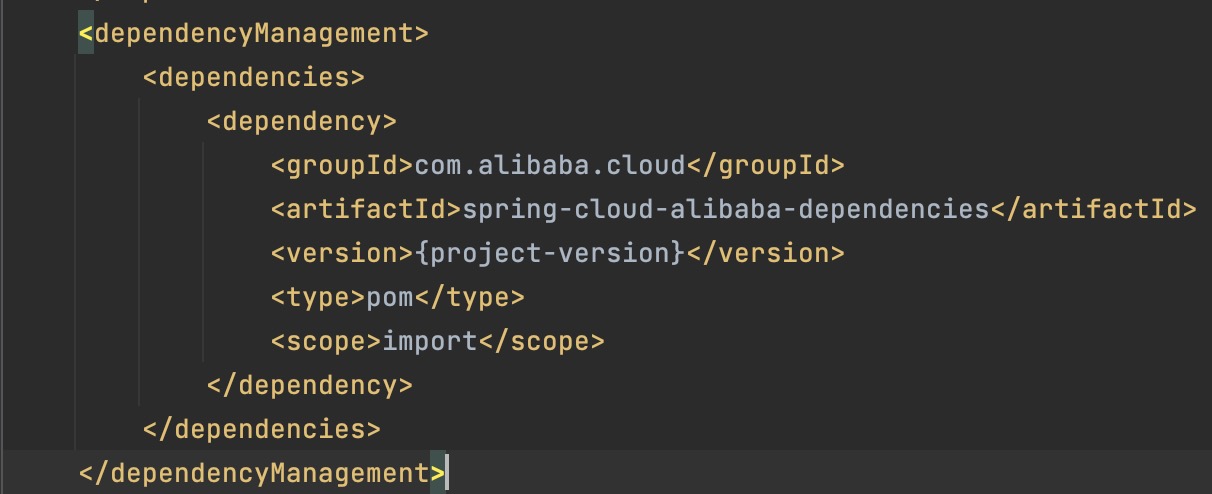 <dependencyManagement>
<dependencies>
<dependency>
<groupId>com.alibaba.cloud</groupId>
<artifactId>spring-cloud-alibaba-dependencies</artifactId>
<version>{project-version}</version>
<type>pom</type>
<scope>import</scope>
</dependency>
</dependencies>
</dependencyManagement>